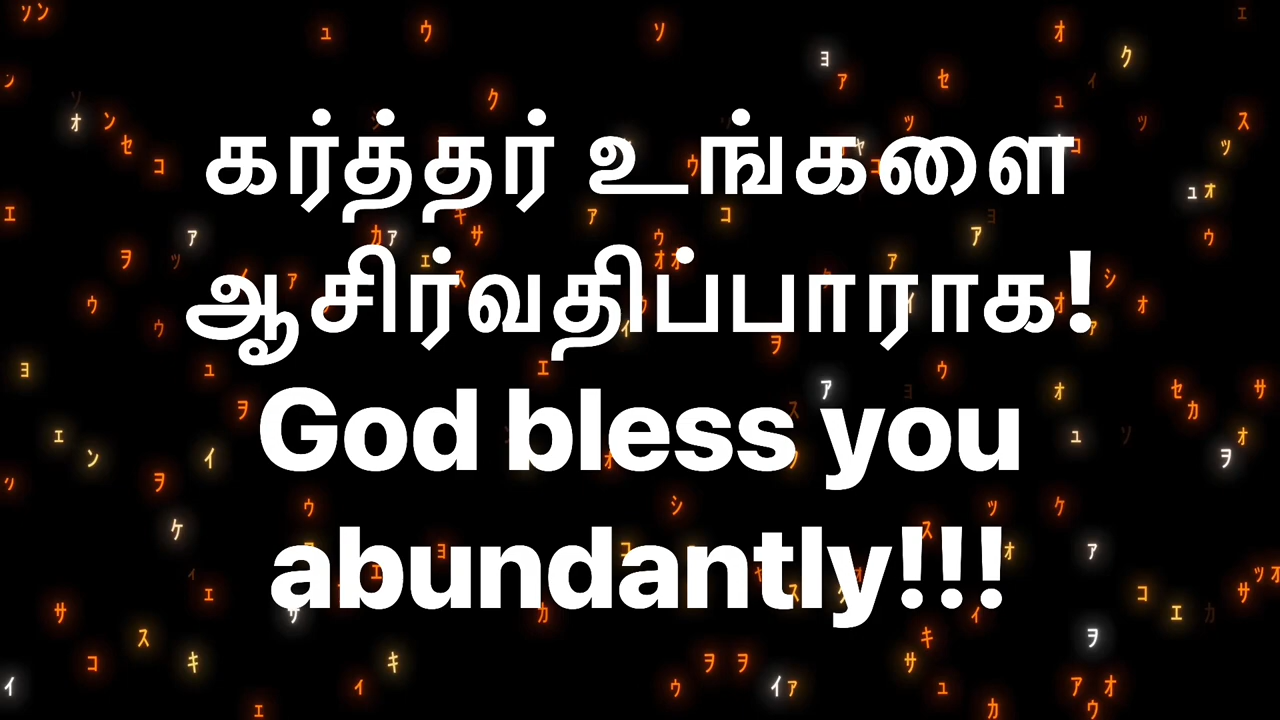 கர்த்தர் உங்களை
ஆசிர்வதிப்பாராக!
God bless you
abundantly!!!